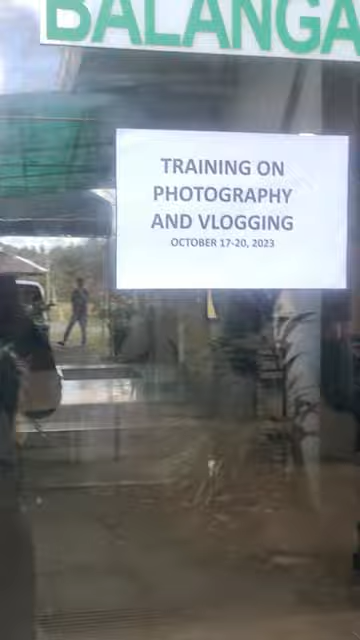 BALANGA
TRAINING ON
PHOTOGRAPHY
AND VLOGGING
OCTOBER 17-20, 2023